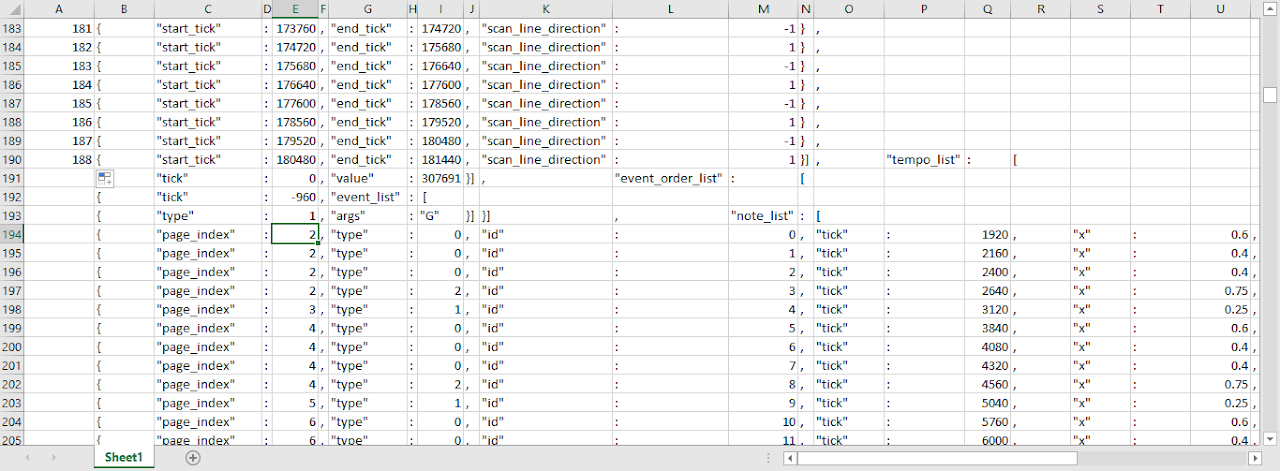 A B C D E F G H I J K L M N O P Q R S T U
183 181 { "start_tick" : 173760 , "end_tick" : 174720 , "scan_line_direction" : -1 } ,
184 182 { "start_tick" : 174720 , "end_tick" : 175680 , "scan_line_direction" : 1 } ,
185 183 { "start_tick" : 175680 , "end_tick" : 176640 , "scan_line_direction" : -1 } ,
186 184 { "start_tick" : 176640 , "end_tick" : 177600 , "scan_line_direction" : 1 } ,
187 185 { "start_tick" : 177600 , "end_tick" : 178560 , "scan_line_direction" : -1 } ,
188 186 { "start_tick" : 178560 , "end_tick" : 179520 , "scan_line_direction" : 1 } ,
189 187 { "start_tick" : 179520 , "end_tick" : 180480 , "scan_line_direction" : -1 } ,
190 188 { "start_tick" : 180480 , "end_tick" : 181440 , "scan_line_direction" : 1 }] , "tempo_list" : [
191 "tick" : 0 , "value" : 307691 }] , "event_order_list" : [
192 { "tick" : -960 , "event_list" : [
193 { "type" : 1 , "args" : "G" }] }] , "note_list" : [
194 { "page_index" : 2 , "type" : 0 , "id" : 0 , "tick" : 1920 , "x" : 0.6 ,
195 { "page_index" : 2 , "type" : 0 , "id" : 1 , "tick" : 2160 , "x" : 0.4 ,
196 { "page_index" : 2 , "type" : 0 , "id" : 2 , "tick" : 2400 , "x" : 0.4 ,
197 { "page_index" : 2 , "type" : 2 , "id" : 3 , "tick" : 2640 , "x" : 0.75 ,
198 { "page_index" : 3 , "type" : 1 , "id" : 4 , "tick" : 3120 , "x" : 0.25 ,
199 { "page_index" : 4 , "type" : 0 , "id" : 5 , "tick" : 3840 , "x" : 0.6 ,
200 { "page_index" : 4 , "type" : 0 , "id" : 6 , "tick" : 4080 , "x" : 0.4 ,
201 { "page_index" : 4 , "type" : 0 , "id" : 7 , "tick" : 4320 , "x" : 0.4 ,
202 { "page_index" : 4 , "type" : 2 , "id" : 8 , "tick" : 4560 , "x" : 0.75 ,
203 { "page_index" : 5 , "type" : 1 , "id" : 9 , "tick" : 5040 , "x" : 0.25 ,
204 { "page_index" : 6 , "type" : 0 , "id" : 10 , "tick" : 5760 , "x" : 0.6 ,
205 { "page_index" : 6 , "type" : 0 , "id" : 11 , "tick" : 6000 , "x" : 0.4 ,
Sheet1